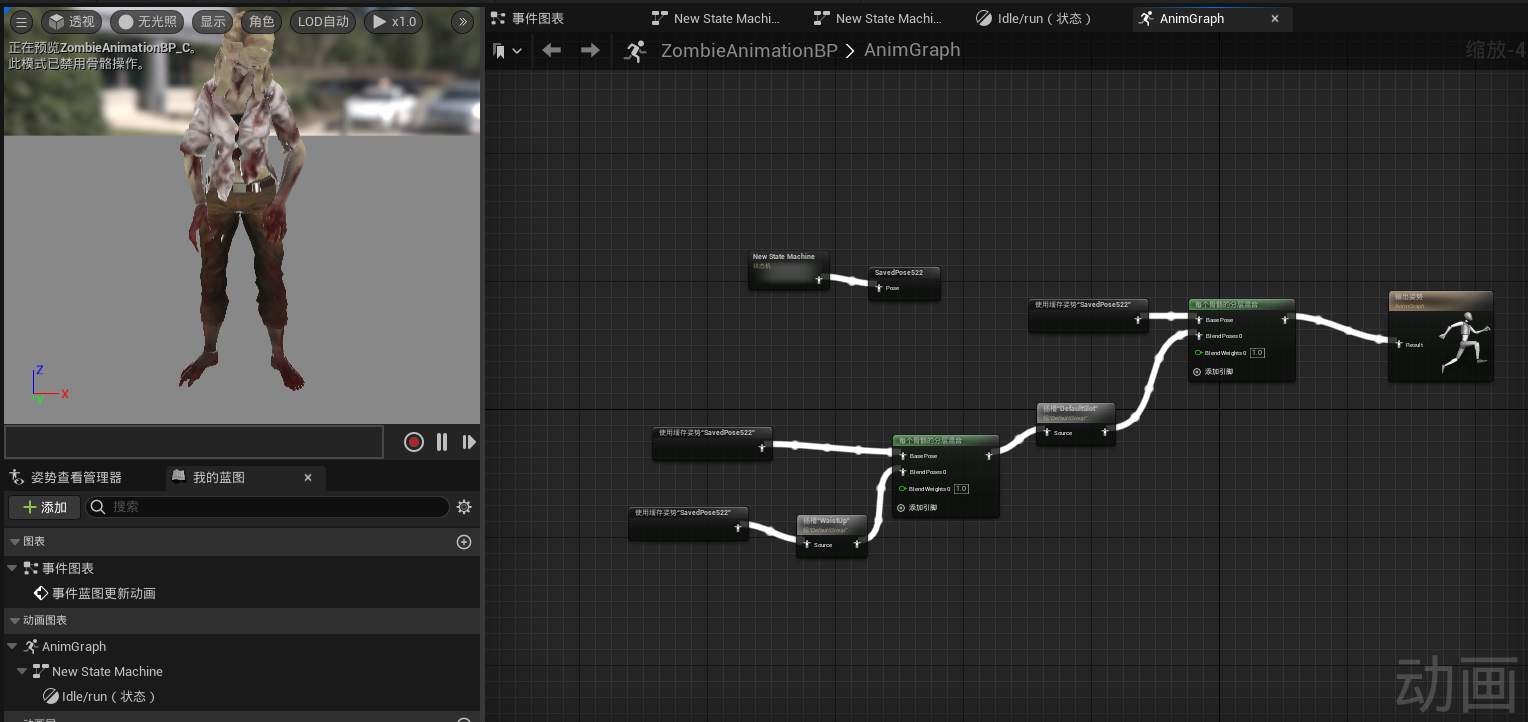 透视
无光照
显示
角色
LOD自动
x1.0
正在预览ZombieAnimationBP_C。
此模式已禁用骨骼操作。
Z
X
Y
姿势查看管理器
我的蓝图
添加
搜索
图表
事件图表
事件蓝图更新动画
动画图表
AnimGraph
New State Machine
Idle/run（状态）
事件图表
New State Machi...
New State Machi...
Idle/run（状态）
AnimGraph
ZombieAnimationBP
AnimGraph
缩放-4
New State Machine
状态机
SavedPose522
Pose
使用缓存姿势"SavedPose522"
每个骨骼的分层混合
Base Pose
Blend Poses 0
Blend Weights 0
1.0
添加引脚
输出姿势
AnimGraph
Result
插槽"DefaultSlot"
组"DefaultGroup"
Source
使用缓存姿势"SavedPose522"
每个骨骼的分层混合
Base Pose
Blend Poses 0
Blend Weights 0
1.0
添加引脚
使用缓存姿势"SavedPose522"
插槽"WaistUp"
组"DefaultGroup"
Source
动画